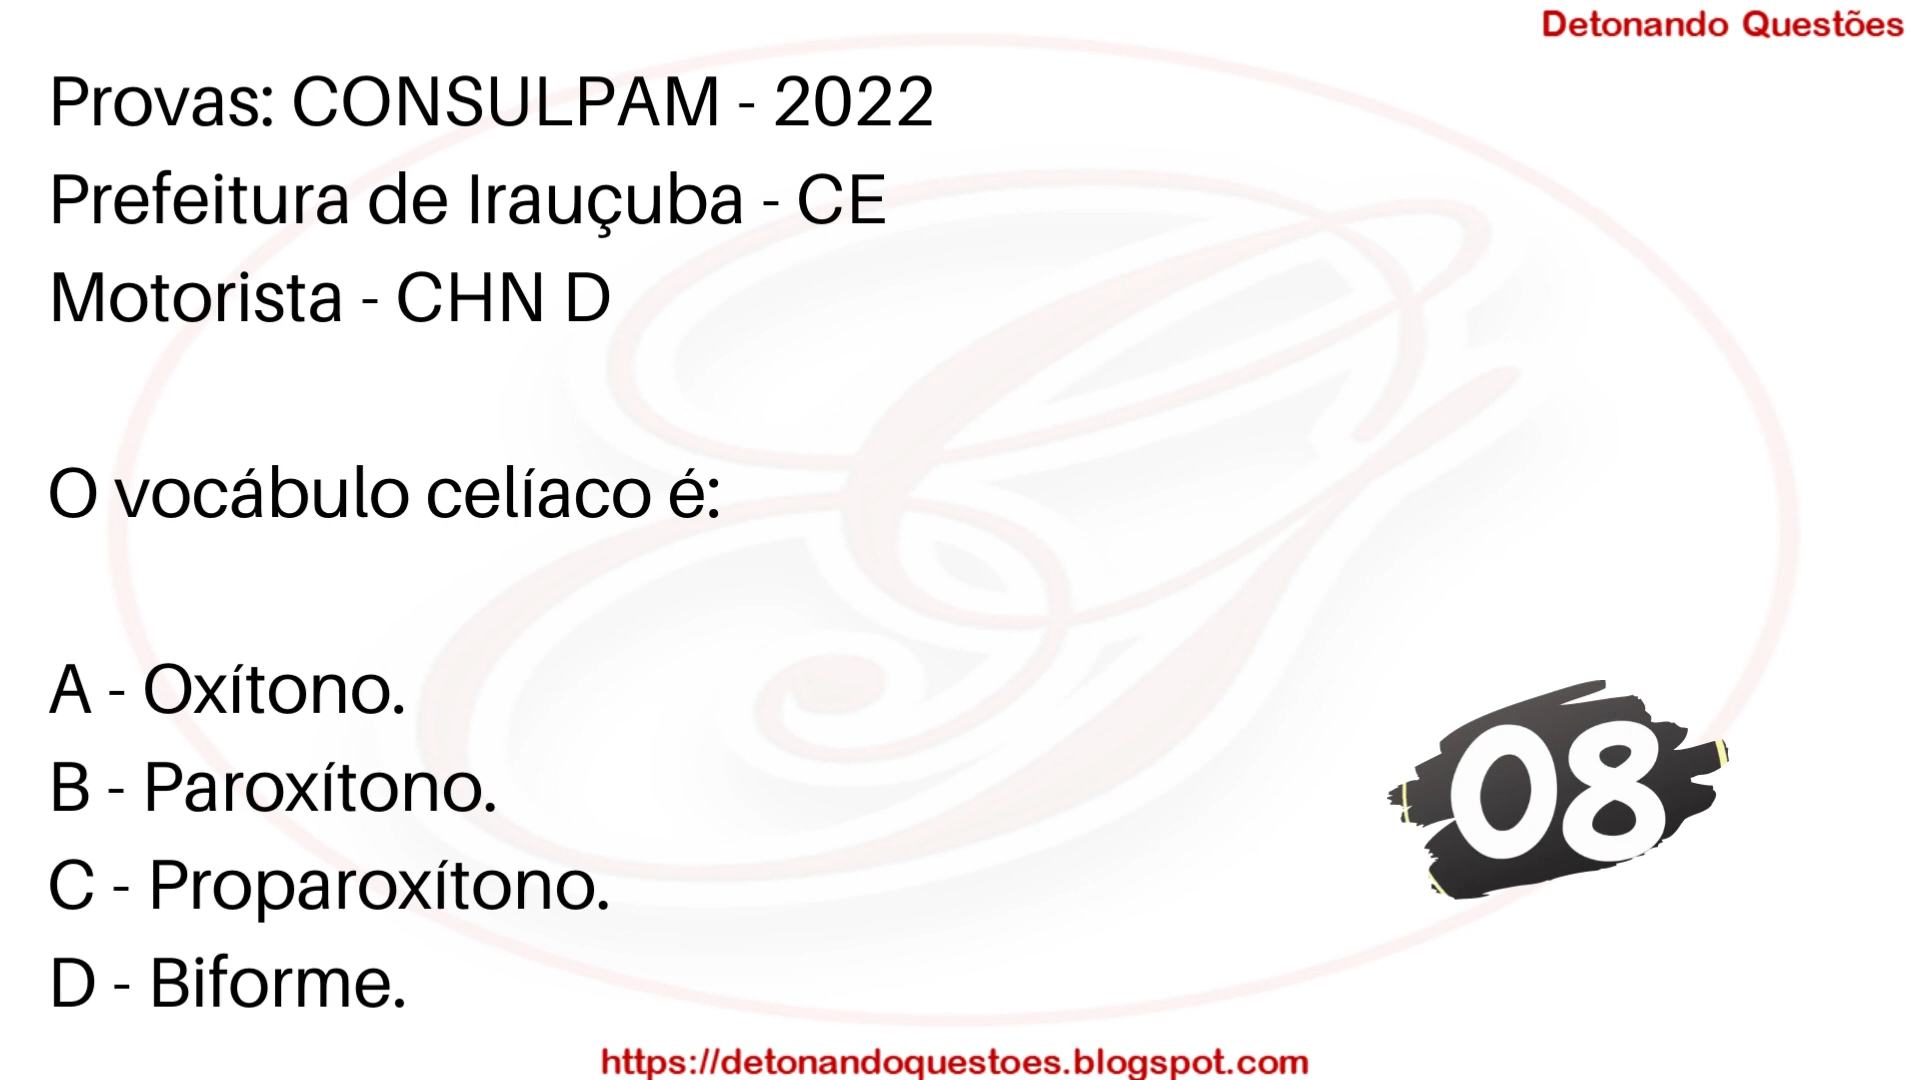 Detonando Questões
Provas: CONSULPAM - 2022
Prefeitura de Irauçuba - CE
Motorista - CHN D
O vocábulo celíaco é:
A - Oxítono.
B - Paroxítono.
C - Proparoxítono.
D - Biforme.
08
https://detonandoquestoes.blogspot.com